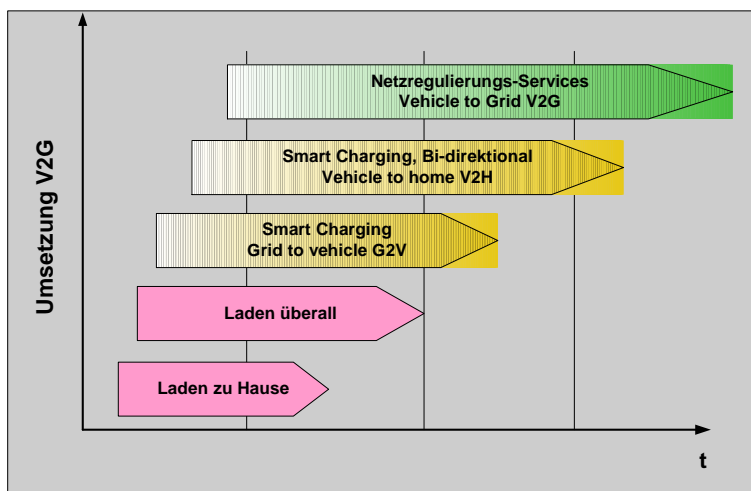 Netzregulierungs-Services
Vehicle to Grid V2G
Smart Charging, Bi-direktional
Vehicle to home V2H
Smart Charging
Grid to vehicle G2V
Laden überall
Laden zu Hause
Umsetzung V2G
t